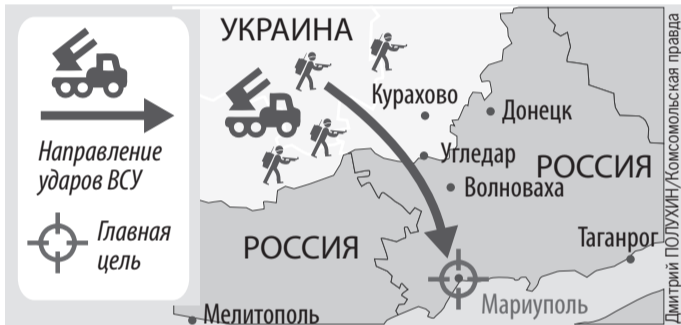 Направление
ударов ВСУ
Главная
цель
УКРАИНА
Курахово
Донецк
Угледар
РОССИЯ
Волноваха
РОССИЯ
Таганрог
Мариуполь
Мелитополь
Дмитрий ПОЛУХИН/Комсомольская правда